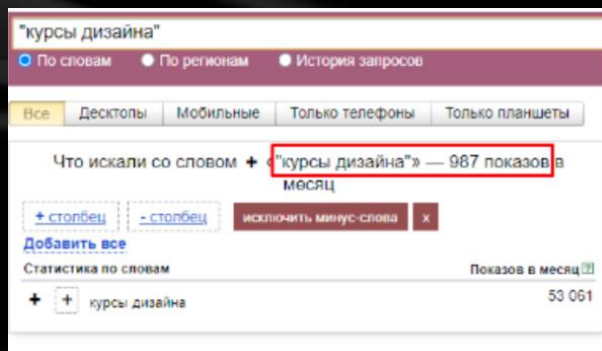 "курсы дизайна"
По словам По регионам История запросов
Все Десктопы Мобильные Только телефоны Только планшеты
Что искали со словом + «"курсы дизайна"» — 987 показов в
месяц
+ столбец - столбец исключить минус-слова x
Добавить все
Статистика по словам Показов в месяц ?
+ + курсы дизайна 53 061